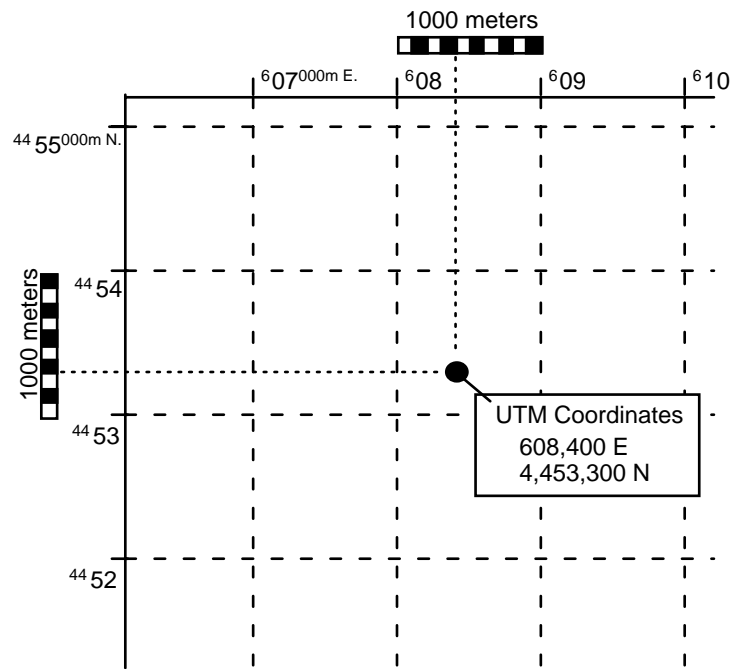 1000 meters
⁶07⁰⁰⁰ᵐ ᴱ·
⁶08
⁶09
⁶10
⁴⁴55⁰⁰⁰ᵐ ᴺ·
⁴⁴54
1000 meters
⁴⁴53
UTM Coordinates
608,400 E
4,453,300 N
⁴⁴52